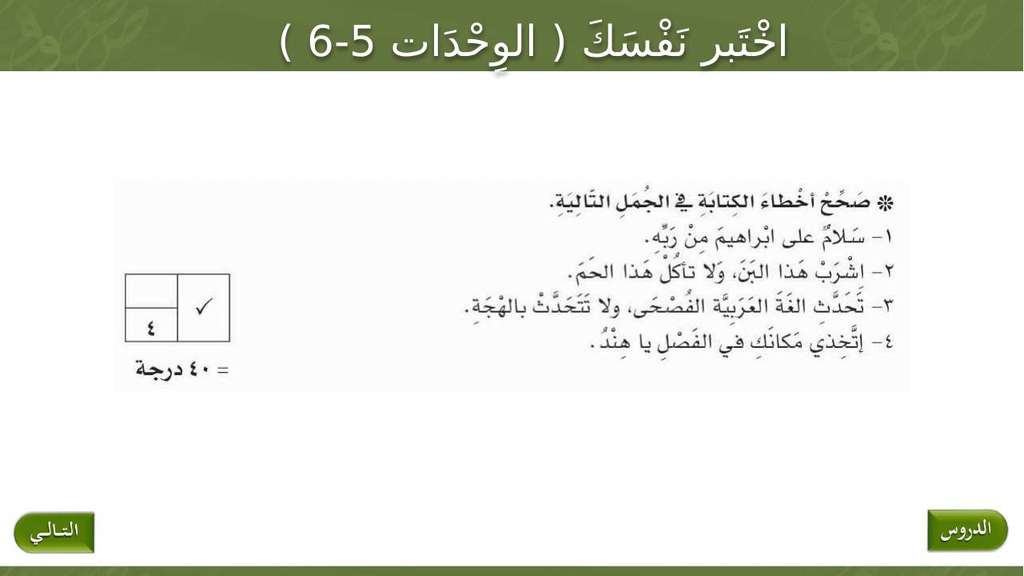 اخْتَبر نَفْسَكَ ( الوِحْدَات 5-6 )
❊ صَحِّحْ أخْطاءَ الكِتابَةِ في الجُمَلِ التَّالِيَةِ.
١– سَلامٌ على ابْراهيمَ مِنْ رَبِّهِ.
٢– اشْرَبْ هَذا البَنَ، وَلا تأكُلْ هَذا الحَمَ.
٣– تَحَدَّثِ الغَةَ العَرَبِيَّة الفُصْحَى، ولا تَتَحَدَّثْ بالهْجَةِ.
٤– إتَّخِذي مَكانَكِ في الفَصْلِ يا هِنْدُ.
✓
٤
= ٤٠ درجة
الدروس
التالي